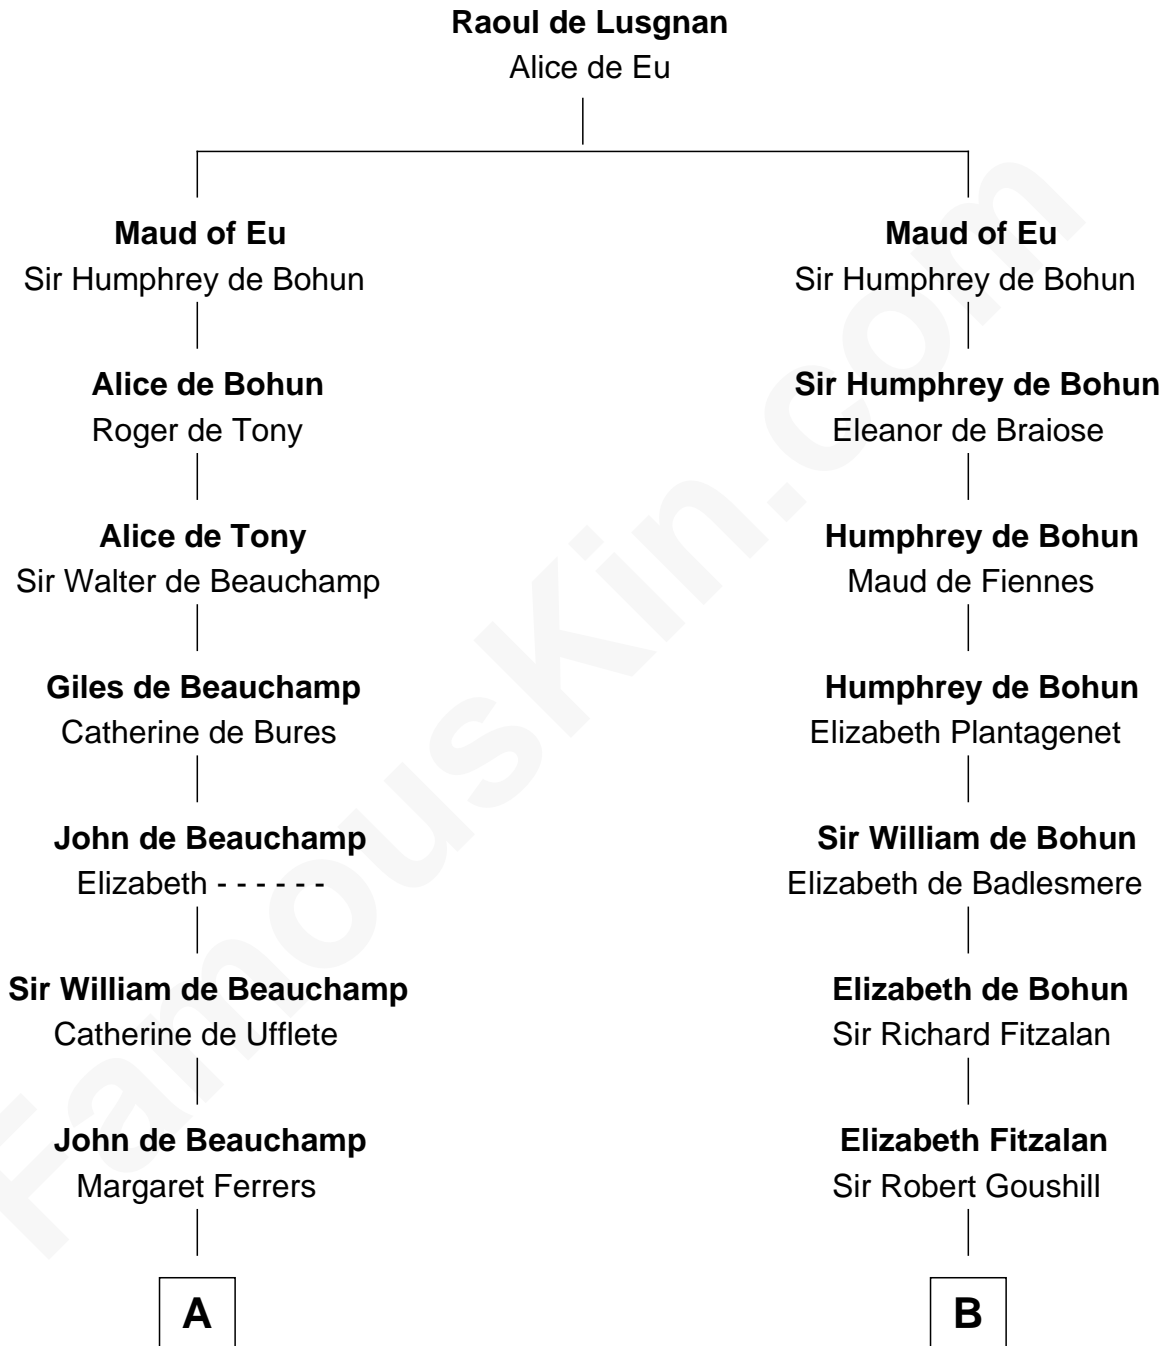 Raoul de Lusgnan
Alice de Eu
Maud of Eu
Sir Humphrey de Bohun
Maud of Eu
Sir Humphrey de Bohun
Alice de Bohun
Roger de Tony
Sir Humphrey de Bohun
Eleanor de Braiose
Alice de Tony
Sir Walter de Beauchamp
Humphrey de Bohun
Maud de Fiennes
Giles de Beauchamp
Catherine de Bures
Humphrey de Bohun
Elizabeth Plantagenet
John de Beauchamp
Elizabeth - - - - - -
Sir William de Bohun
Elizabeth de Badlesmere
Sir William de Beauchamp
Catherine de Ufflete
Elizabeth de Bohun
Sir Richard Fitzalan
John de Beauchamp
Margaret Ferrers
Elizabeth Fitzalan
Sir Robert Goushill
A
B
FamousKin.com